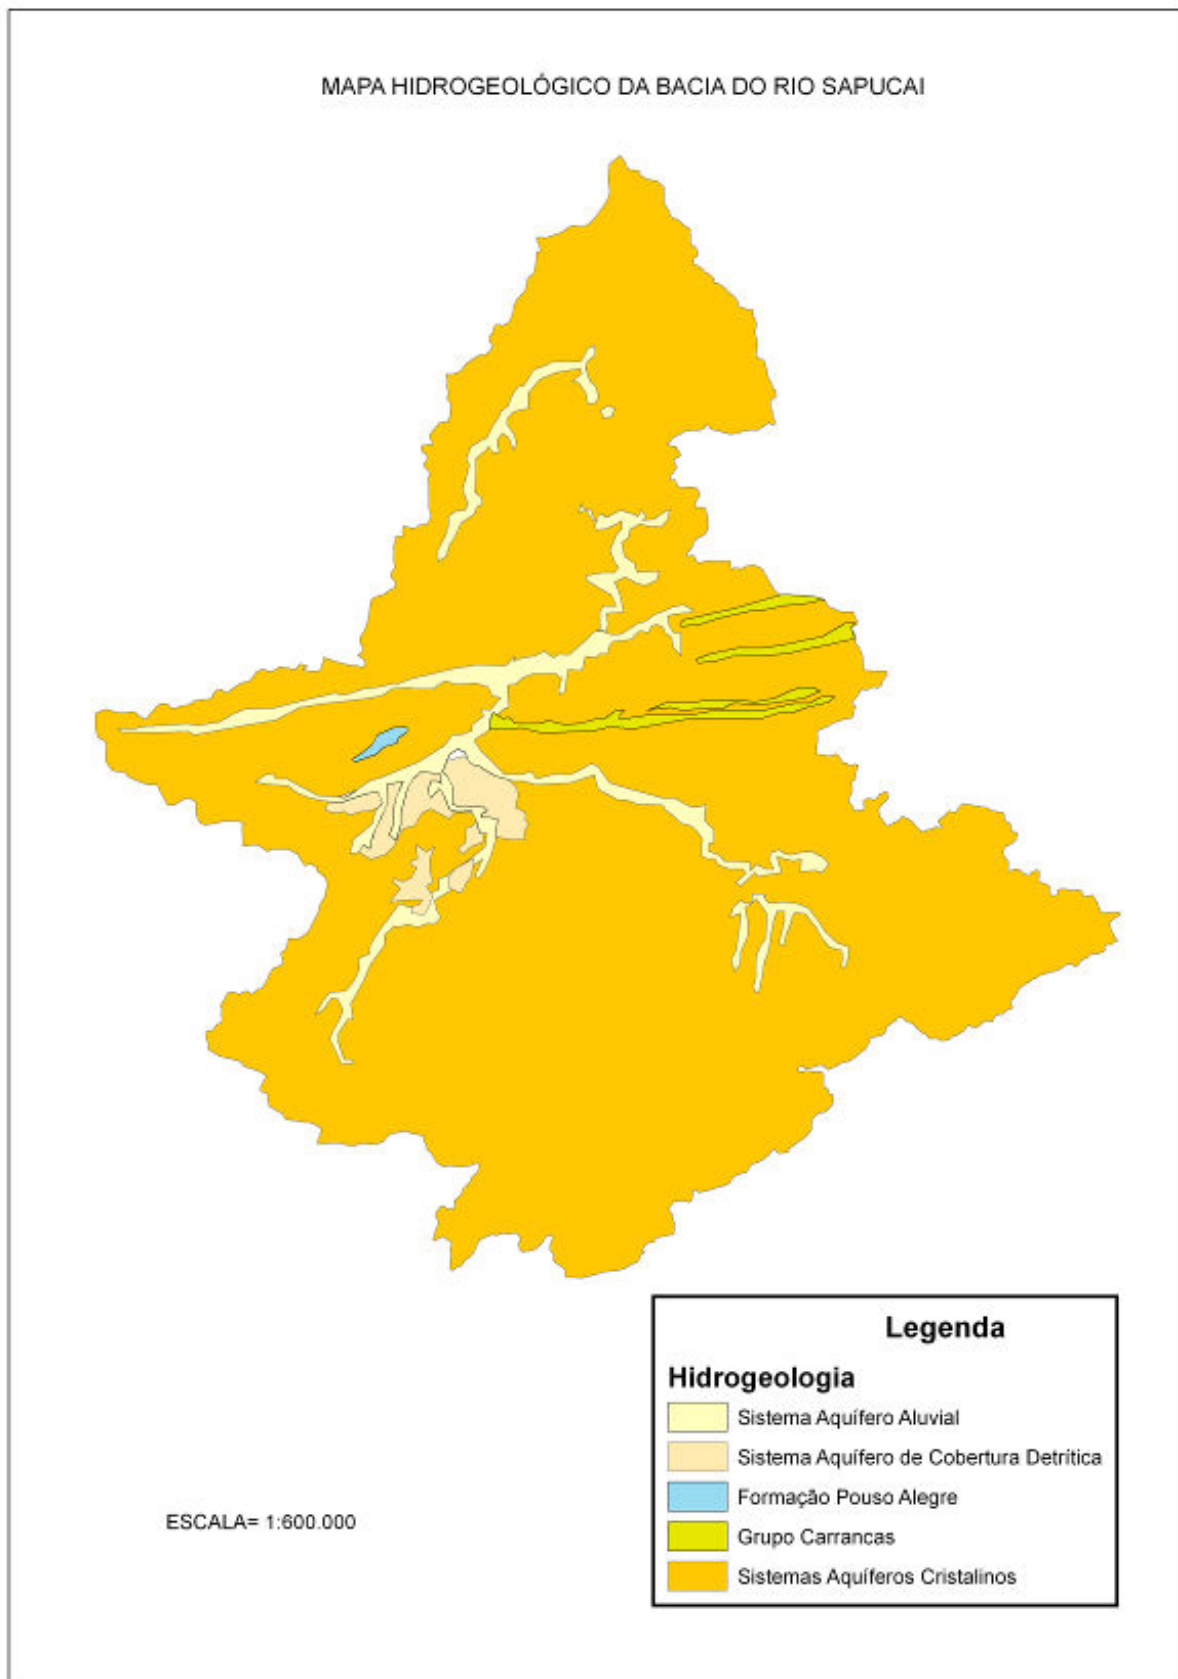 MAPA HIDROGEOLÓGICO DA BACIA DO RIO SAPUCAI
Legenda
Hidrogeologia
Sistema Aquífero Aluvial
Sistema Aquífero de Cobertura Detrítica
Formação Pouso Alegre
Grupo Carrancas
Sistemas Aquíferos Cristalinos
ESCALA= 1:600.000